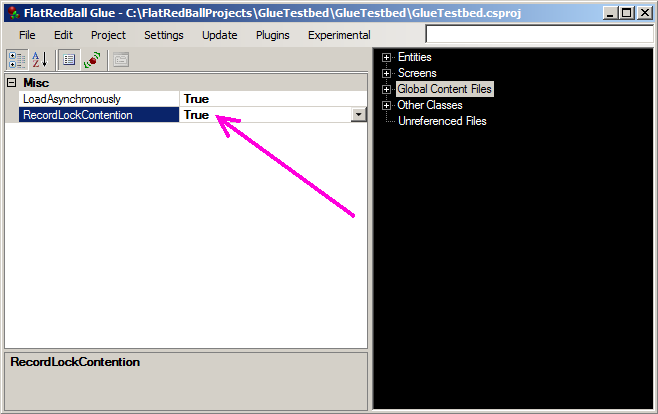 FlatRedBall Glue - C:\FlatRedBallProjects\GlueTestbed\GlueTestbed\GlueTestbed.csproj
File Edit Project Settings Update Plugins Experimental
Misc
LoadAsynchronously True
RecordLockContention True
RecordLockContention
Entities
Screens
Global Content Files
Other Classes
Unreferenced Files